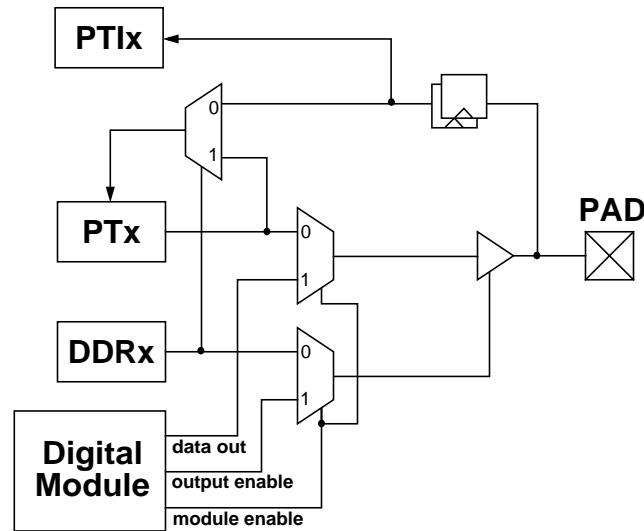 PTIx
0
1
PTx
PAD
0
1
DDRx
0
1
Digital
Module
data out
output enable
module enable